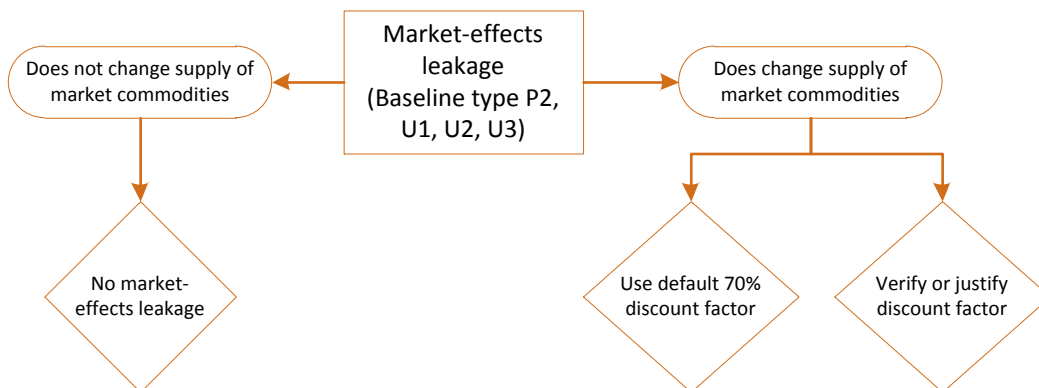 Market-effects
leakage
(Baseline type P2,
U1, U2, U3)
Does not change supply of
market commodities
Does change supply of
market commodities
No market-
effects leakage
Use default 70%
discount factor
Verify or justify
discount factor